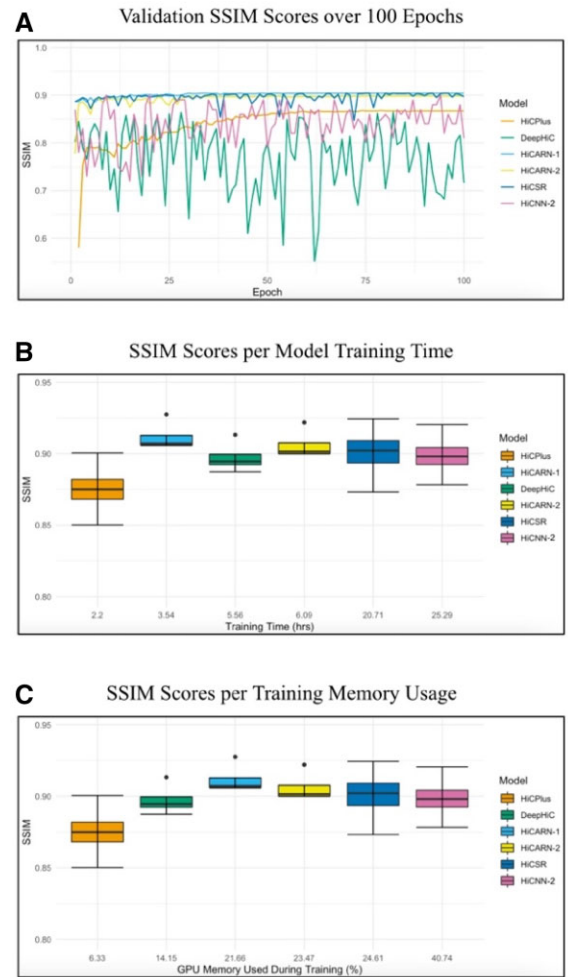 A
Validation SSIM Scores over 100 Epochs
1.0
0.9
0.8
0.7
0.6
SSIM
0
25
50
75
100
Epoch
Model
HiCPlus
DeepHiC
HiCARN-1
HiCARN-2
HiCSR
HiCNN-2
B
SSIM Scores per Model Training Time
0.95
0.90
0.85
0.80
SSIM
2.2
3.54
5.56
6.09
20.71
25.29
Training Time (hrs)
Model
HiCPlus
HiCARN-1
DeepHiC
HiCARN-2
HiCSR
HiCNN-2
C
SSIM Scores per Training Memory Usage
0.95
0.90
0.85
0.80
SSIM
6.33
14.15
21.66
23.47
24.61
40.74
GPU Memory Used During Training (%)
Model
HiCPlus
DeepHiC
HiCARN-1
HiCARN-2
HiCSR
HiCNN-2